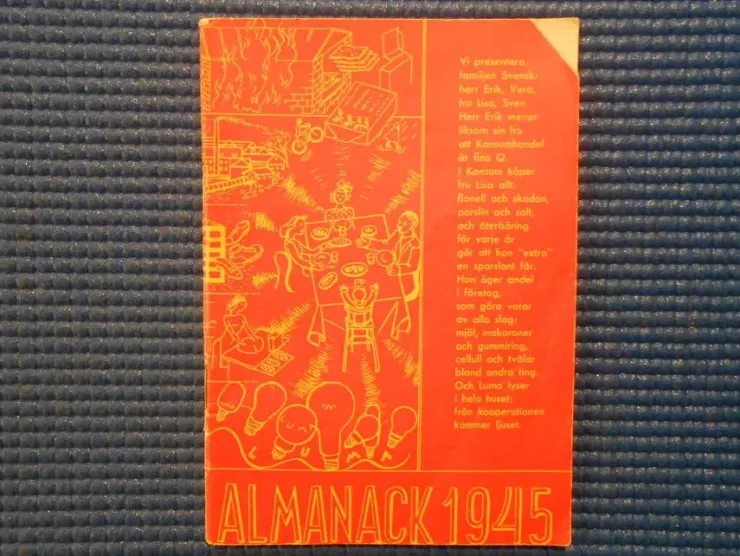 Vi presentera
familjen Svensk:
herr Erik, Vera,
fru Lisa, Sven.
Herr Erik menar
liksom sin fru
att Konsumhandel
är fina Q.
I Konsum köper
fru Lisa allt:
flanell och skodon,
porslin och salt,
och återbäring
för varje år
gör att hon "extra"
en sparslant får.
Hon äger andel
i företag,
som göra varor
av alla slag:
mjöl, makaroner
och gummiring,
cellull och tvålar
bland andra ting.
Och Luma lyser
i hela huset;
från kooperationen
kommer ljuset.
LUMA
ALMANACK 1945